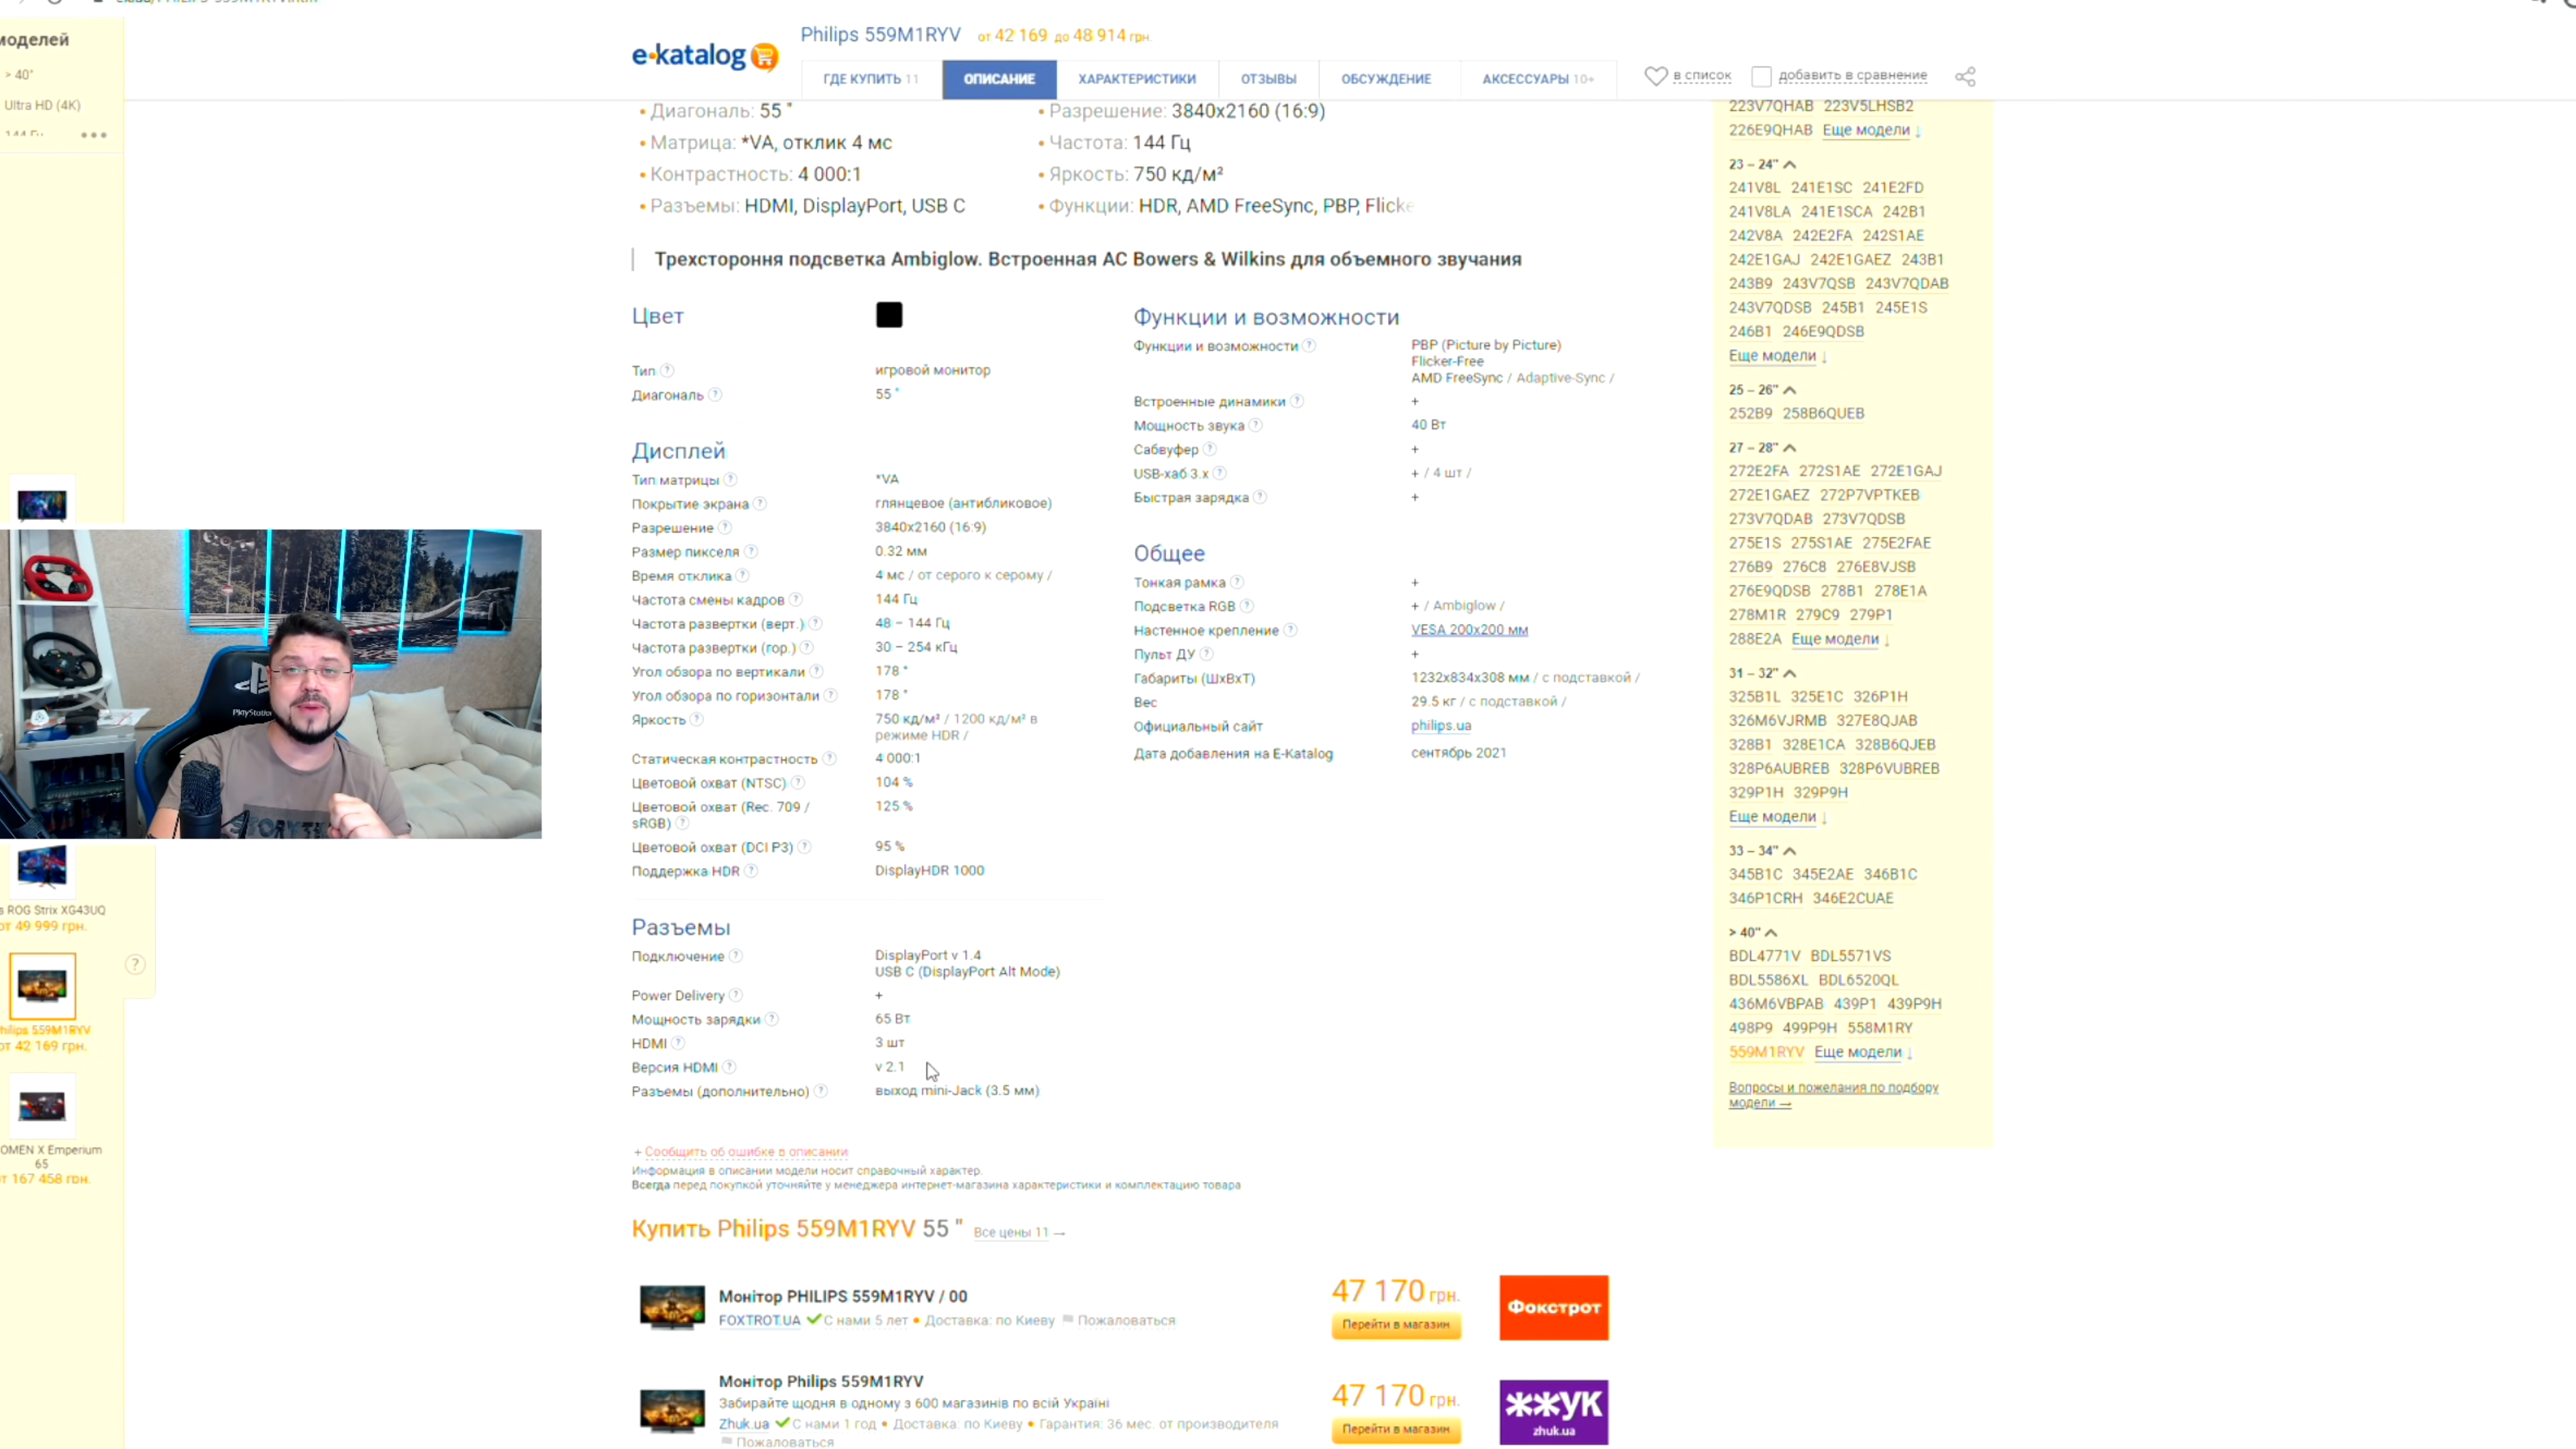 моделей
> 40"
Ultra HD (4K)
e-katalog
Philips 559M1RYV от 42 169 до 48 914 грн.
ГДЕ КУПИТЬ 11
ОПИСАНИЕ
ХАРАКТЕРИСТИКИ
ОТЗЫВЫ
ОБСУЖДЕНИЕ
АКСЕССУАРЫ 10+
в список
добавить в сравнение
• Диагональ: 55 "
• Разрешение: 3840x2160 (16:9)
• Матрица: *VA, отклик 4 мс
• Частота: 144 Гц
• Контрастность: 4 000:1
• Яркость: 750 кд/м²
• Разъемы: HDMI, DisplayPort, USB C
• Функции: HDR, AMD FreeSync, PBP, Flicke
Трехстороння подсветка Ambiglow. Встроенная АС Bowers & Wilkins для объемного звучания
Цвет
Тип игровой монитор
Диагональ 55 "
Дисплей
Тип матрицы *VA
Покрытие экрана глянцевое (антибликовое)
Разрешение 3840x2160 (16:9)
Размер пикселя 0.32 мм
Время отклика 4 мс / от серого к серому /
Частота смены кадров 144 Гц
Частота развертки (верт.) 48 – 144 Гц
Частота развертки (гор.) 30 – 254 кГц
Угол обзора по вертикали 178 °
Угол обзора по горизонтали 178 °
Яркость 750 кд/м² / 1200 кд/м² в
режиме HDR /
Статическая контрастность 4 000:1
Цветовой охват (NTSC) 104 %
Цветовой охват (Rec. 709 / 125 %
sRGB)
Цветовой охват (DCI P3) 95 %
Поддержка HDR DisplayHDR 1000
Разъемы
Подключение DisplayPort v 1.4
USB C (DisplayPort Alt Mode)
Power Delivery +
Мощность зарядки 65 Вт
HDMI 3 шт
Версия HDMI v 2.1
Разъемы (дополнительно) выход mini-Jack (3.5 мм)
Функции и возможности
Функции и возможности PBP (Picture by Picture)
Flicker-Free
AMD FreeSync / Adaptive-Sync /
Встроенные динамики +
Мощность звука 40 Вт
Сабвуфер +
USB-хаб 3.x + / 4 шт /
Быстрая зарядка +
Общее
Тонкая рамка +
Подсветка RGB + / Ambiglow /
Настенное крепление VESA 200x200 мм
Пульт ДУ +
Габариты (ШхВхТ) 1232x834x308 мм / с подставкой /
Вес 29.5 кг / с подставкой /
Официальный сайт philips.ua
Дата добавления на E-Katalog сентябрь 2021
+ Сообщить об ошибке в описании
Информация в описании модели носит справочный характер.
Всегда перед покупкой уточняйте у менеджера интернет-магазина характеристики и комплектацию товара
Купить Philips 559M1RYV 55 " Все цены 11 →
Монітор PHILIPS 559M1RYV / 00
FOXTROT.UA С нами 5 лет • Доставка: по Киеву Пожаловаться
47 170 грн.
Перейти в магазин
Фокстрот
Монітор Philips 559M1RYV
Забирайте щодня в одному з 600 магазинів по всій Україні
Zhuk.ua С нами 1 год • Доставка: по Киеву • Гарантия: 36 мес. от производителя
Пожаловаться
47 170 грн.
Перейти в магазин
жжук
zhuk.ua
223V7QHAB 223V5LHSB2
226E9QHAB Еще модели ↓
23 – 24"
241V8L 241E1SC 241E2FD
241V8LA 241E1SCA 242B1
242V8A 242E2FA 242S1AE
242E1GAJ 242E1GAEZ 243B1
243B9 243V7QSB 243V7QDAB
243V7QDSB 245B1 245E1S
246B1 246E9QDSB
Еще модели ↓
25 – 26"
252B9 258B6QUEB
27 – 28"
272E2FA 272S1AE 272E1GAJ
272E1GAEZ 272P7VPTKEB
273V7QDAB 273V7QDSB
275E1S 275S1AE 275E2FAE
276B9 276C8 276E8VJSB
276E9QDSB 278B1 278E1A
278M1R 279C9 279P1
288E2A Еще модели ↓
31 – 32"
325B1L 325E1C 326P1H
326M6VJRMB 327E8QJAB
328B1 328E1CA 328B6QJEB
328P6AUBREB 328P6VUBREB
329P1H 329P9H
Еще модели ↓
33 – 34"
345B1C 345E2AE 346B1C
346P1CRH 346E2CUAE
> 40"
BDL4771V BDL5571VS
BDL5586XL BDL6520QL
436M6VBPAB 439P1 439P9H
498P9 499P9H 558M1RY
559M1RYV Еще модели ↓
Вопросы и пожелания по подбору
модели →
s ROG Strix XG43UQ
от 49 999 грн.
hilips 559M1RYV
от 42 169 грн.
OMEN X Emperium
65
т 167 458 грн.